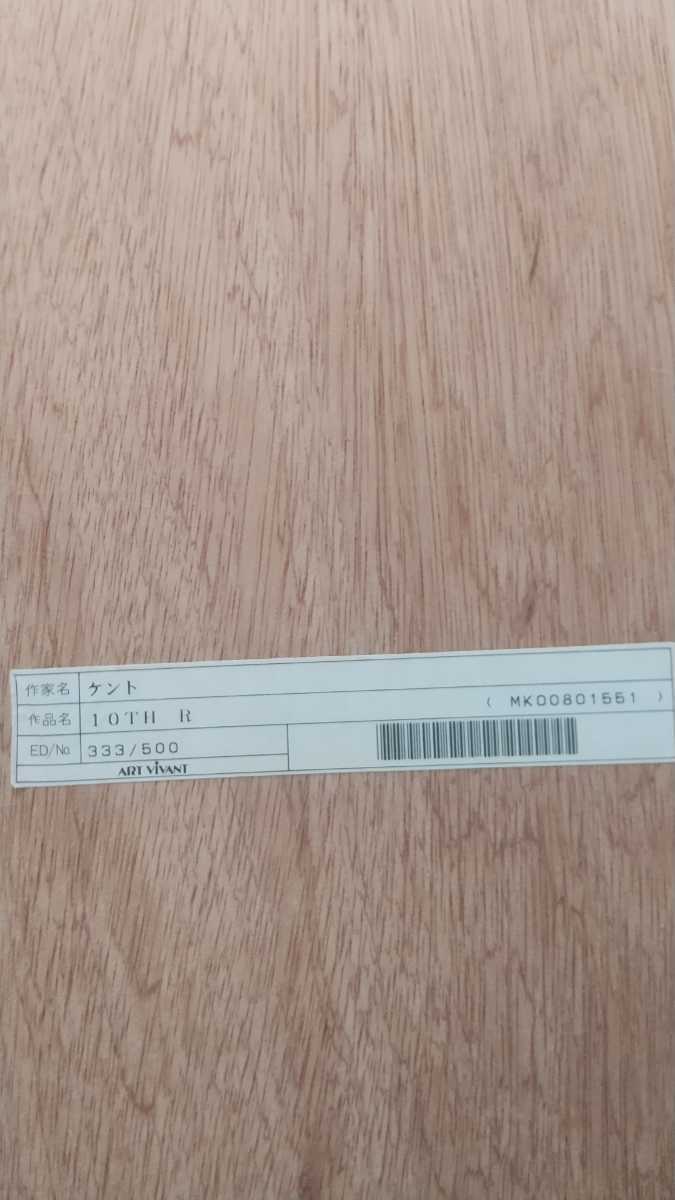 作家名 ケント
作品名 10TH R ( MK00801551 )
ED/No. 333/500
ART VIVANT